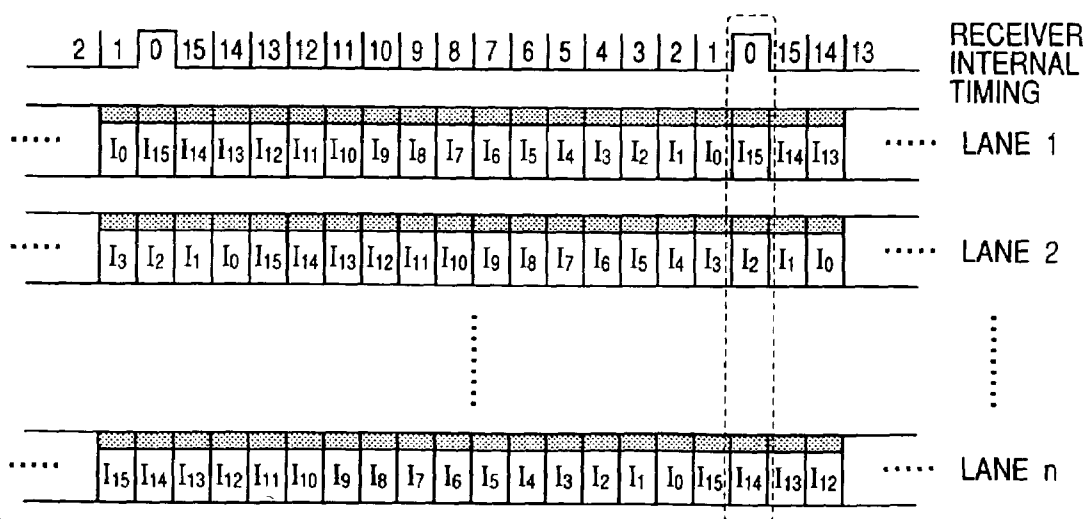 2 1 0 15 14 13 12 11 10 9 8 7 6 5 4 3 2 1 0 15 14 13
RECEIVER
INTERNAL
TIMING
····· I0 I15 I14 I13 I12 I11 I10 I9 I8 I7 I6 I5 I4 I3 I2 I1 I0 I15 I14 I13 ····· LANE 1
····· I3 I2 I1 I0 I15 I14 I13 I12 I11 I10 I9 I8 I7 I6 I5 I4 I3 I2 I1 I0 ····· LANE 2
····· I15 I14 I13 I12 I11 I10 I9 I8 I7 I6 I5 I4 I3 I2 I1 I0 I15 I14 I13 I12 ····· LANE n